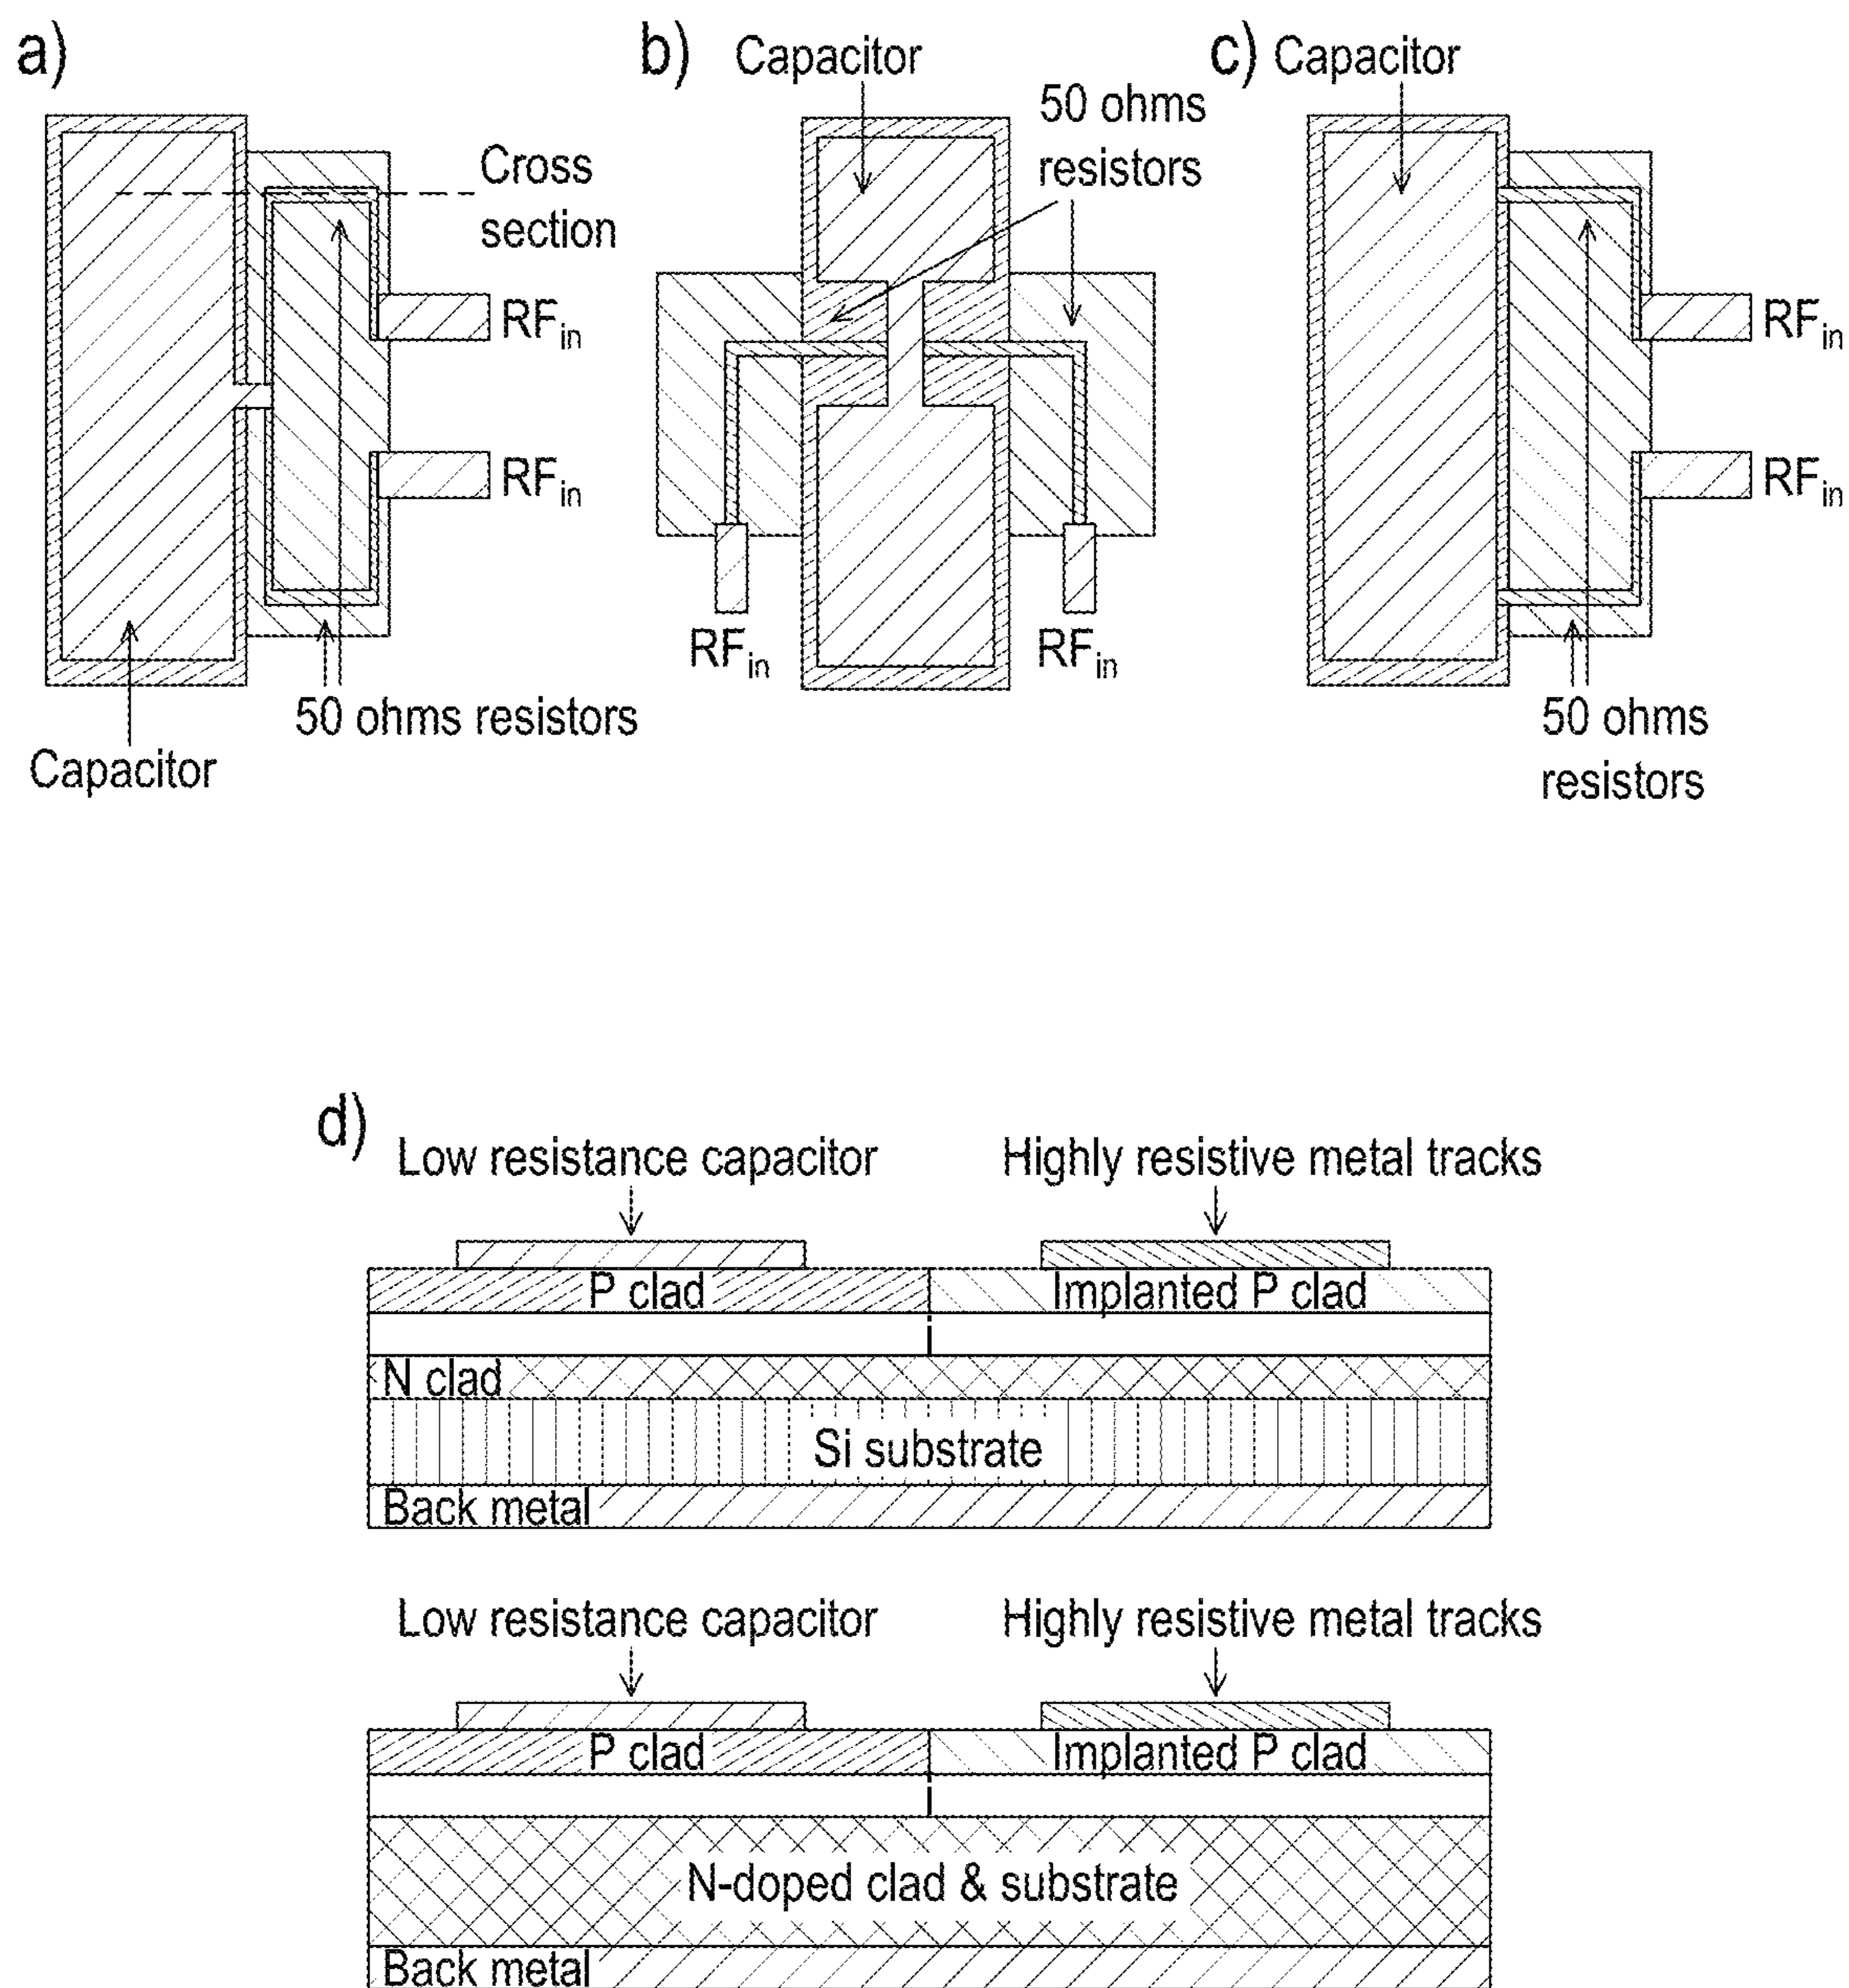 a)
Cross
section
RFin
RFin
50 ohms resistors
Capacitor
b)
Capacitor
50 ohms
resistors
RFin
RFin
c)
Capacitor
RFin
RFin
50 ohms
resistors
d)
Low resistance capacitor
Highly resistive metal tracks
P clad
Implanted P clad
N clad
Si substrate
Back metal
Low resistance capacitor
Highly resistive metal tracks
P clad
Implanted P clad
N-doped clad & substrate
Back metal